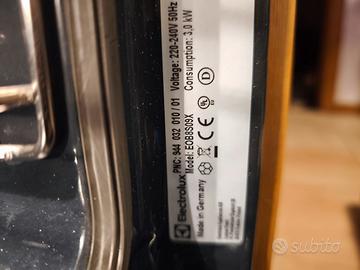 Electrolux
PNC: 944 032 010 / 01 Voltage: 220-240V 50Hz
Model: EOB8S09X Consumption: 3,0 kW
Made in Germany
subito